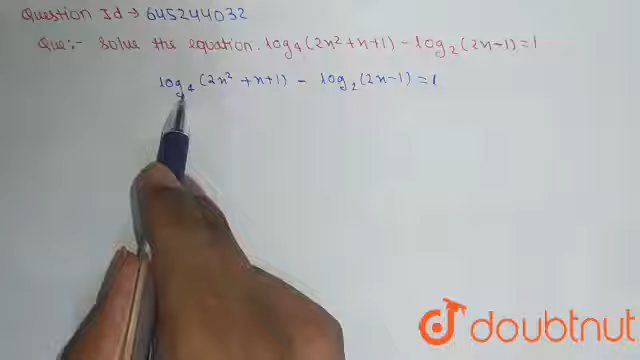 Question Id → 645244032
Que:- Solve the equation. log₄(2x²+x+1) - log₂(2x-1)=1
log₄(2x²+x+1) - log₂(2x-1)=1
doubtnut